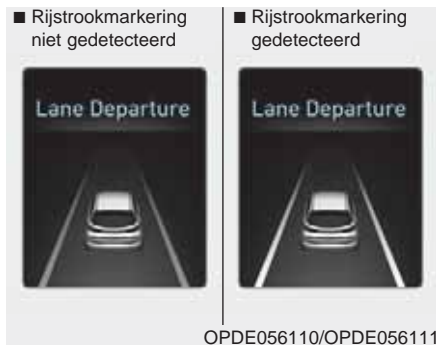 ■ Rijstrookmarkering
niet gedetecteerd
■ Rijstrookmarkering
gedetecteerd
Lane Departure
Lane Departure
OPDE056110/OPDE056111